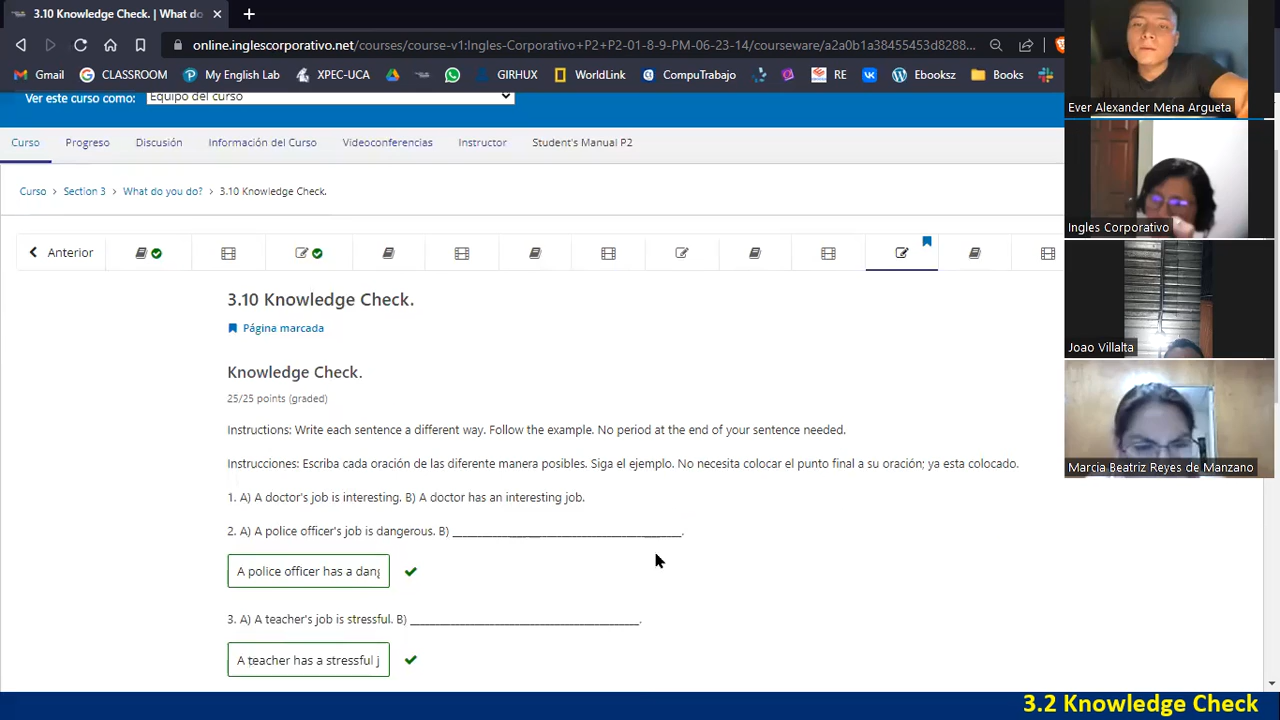 3.10 Knowledge Check. | What do
online.inglescorporativo.net/courses/course-v1:Ingles-Corporativo+P2+P2-01-8-9-PM-06-23-14/courseware/a2a0b1a38455453d8288...
Gmail CLASSROOM My English Lab XPEC-UCA GIRHUX WorldLink CompuTrabajo RE Ebooksz Books
Ver este curso como: Equipo del curso
Curso Progreso Discusión Información del Curso Videoconferencias Instructor Student's Manual P2
Curso > Section 3 > What do you do? > 3.10 Knowledge Check.
Anterior
3.10 Knowledge Check.
Página marcada
Knowledge Check.
25/25 points (graded)
Instructions: Write each sentence a different way. Follow the example. No period at the end of your sentence needed.
Instrucciones: Escriba cada oración de las diferente manera posibles. Siga el ejemplo. No necesita colocar el punto final a su oración; ya esta colocado.
1. A) A doctor's job is interesting. B) A doctor has an interesting job.
2. A) A police officer's job is dangerous. B) ______________________________________.
A police officer has a dang
3. A) A teacher's job is stressful. B) ______________________________________.
A teacher has a stressful j
Ever Alexander Mena Argueta
Ingles Corporativo
Joao Villalta
Marcia Beatriz Reyes de Manzano
3.2 Knowledge Check